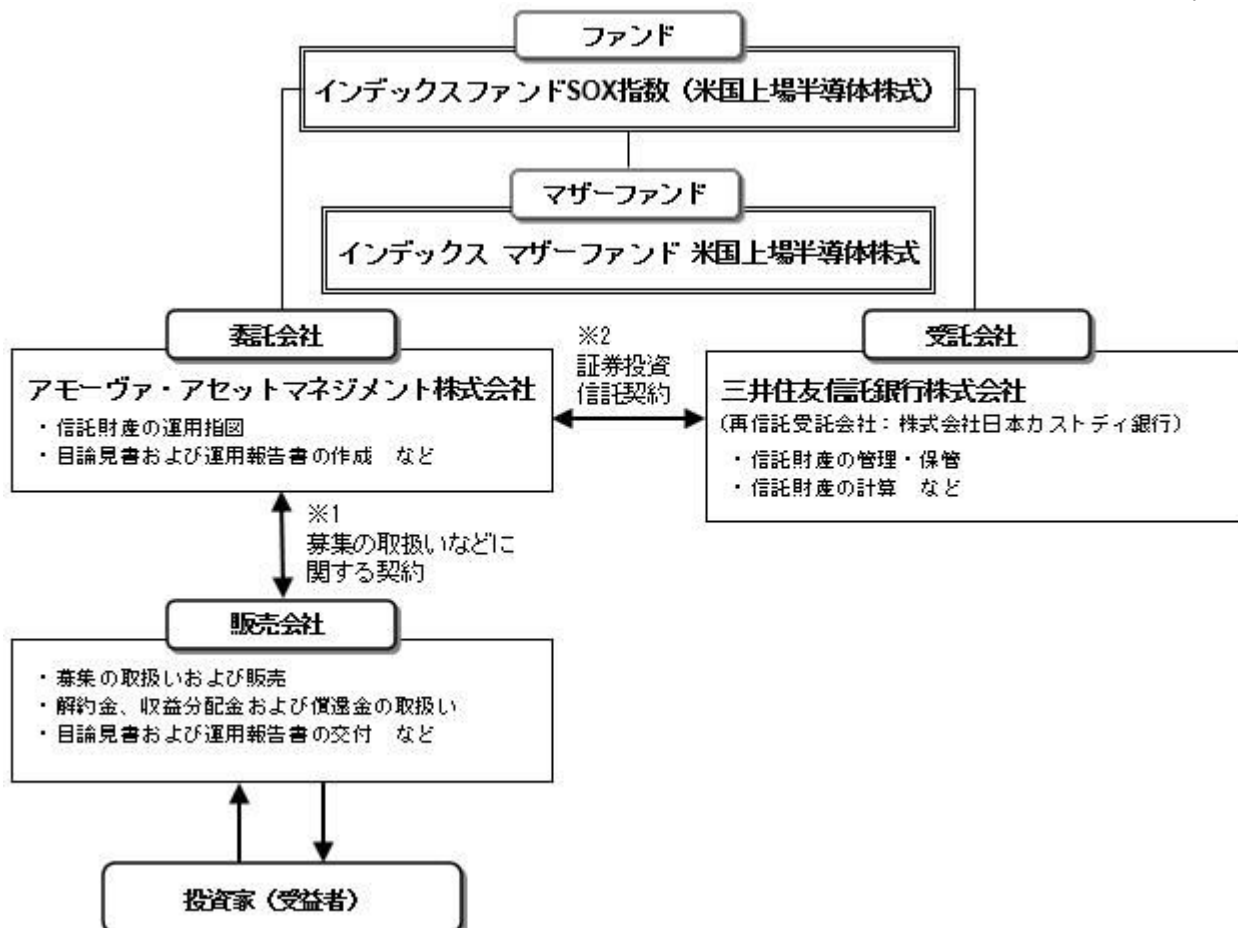 ファンド
インデックスファンドSOX指数（米国上場半導体株式）
マザーファンド
インデックス マザーファンド 米国上場半導体株式
委託会社
アモーヴァ・アセットマネジメント株式会社
・信託財産の運用指図
・目論見書および運用報告書の作成　など
※2
証券投資
信託契約
受託会社
三井住友信託銀行株式会社
（再信託受託会社：株式会社日本カストディ銀行）
・信託財産の管理・保管
・信託財産の計算　など
※1
募集の取扱いなどに
関する契約
販売会社
・募集の取扱いおよび販売
・解約金、収益分配金および償還金の取扱い
・目論見書および運用報告書の交付　など
投資家（受益者）